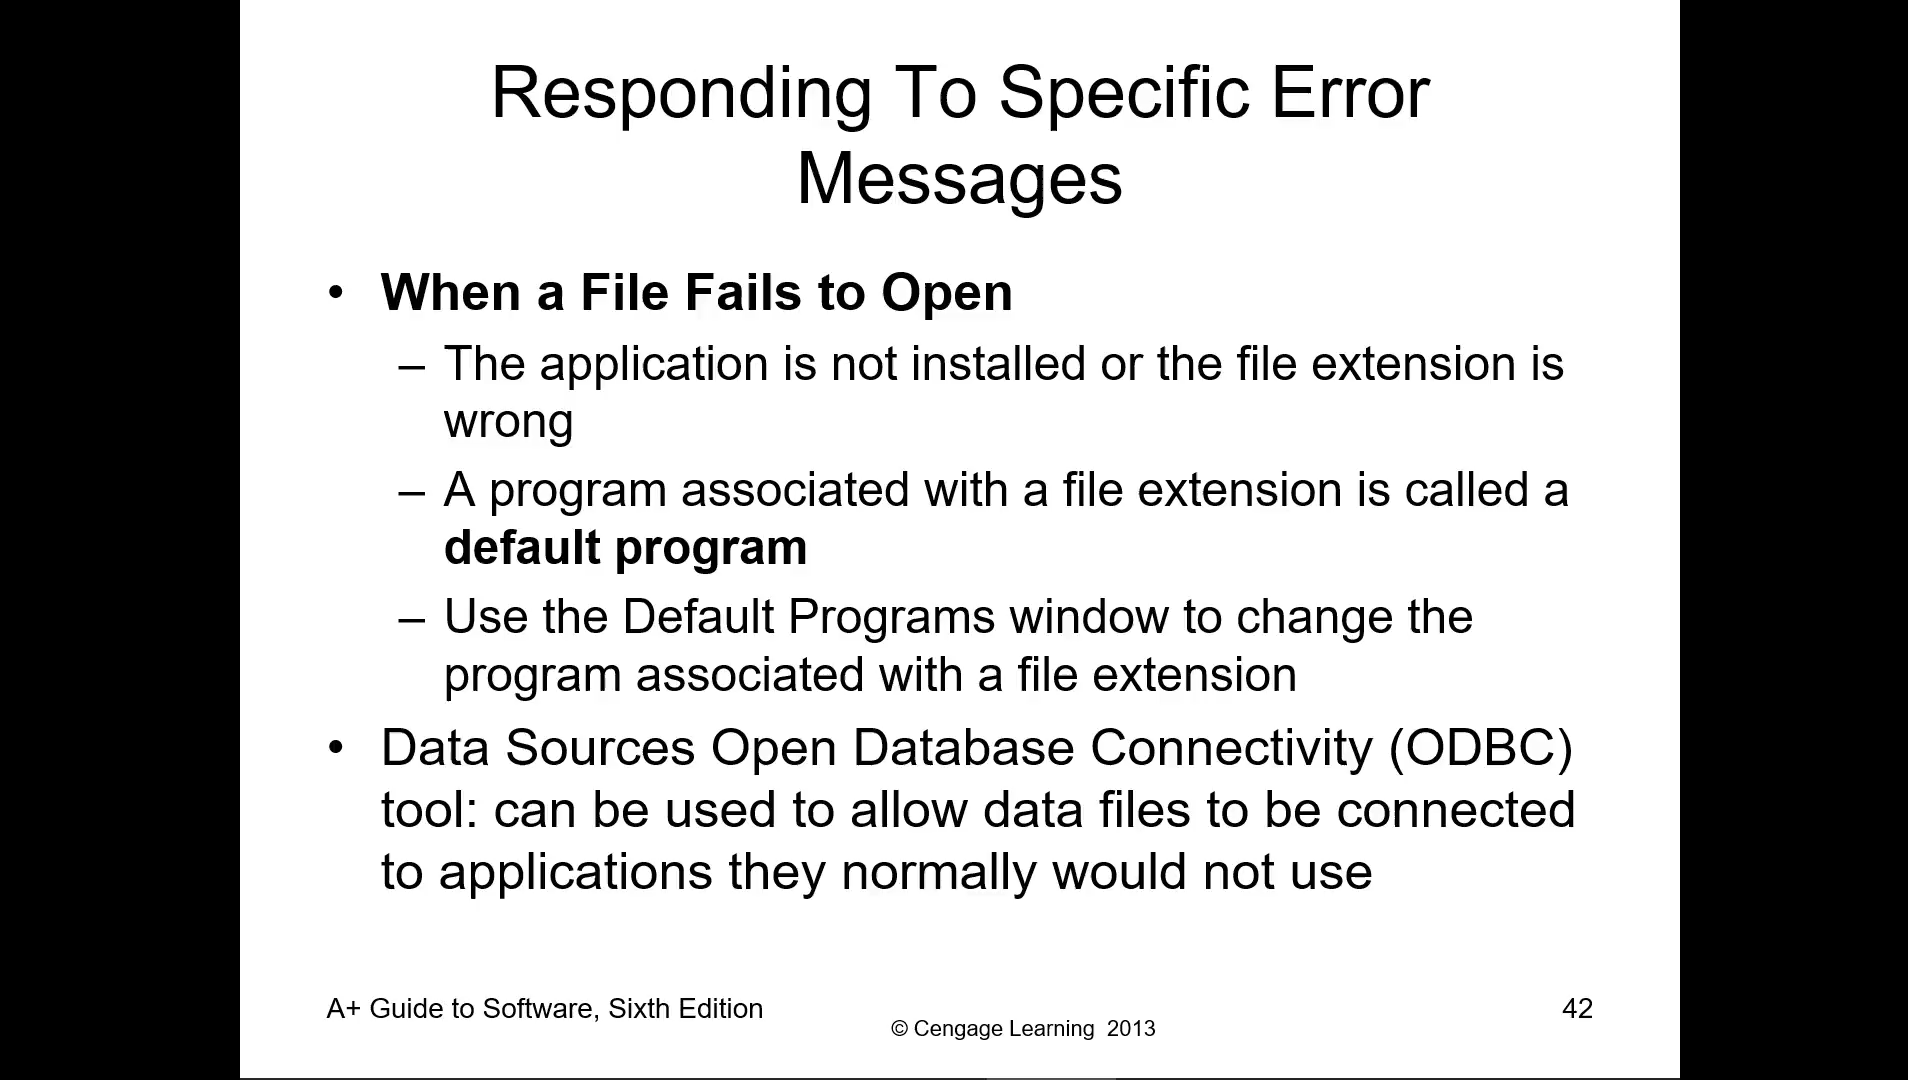 Responding To Specific Error
Messages
• When a File Fails to Open
– The application is not installed or the file extension is
wrong
– A program associated with a file extension is called a
default program
– Use the Default Programs window to change the
program associated with a file extension
• Data Sources Open Database Connectivity (ODBC)
tool: can be used to allow data files to be connected
to applications they normally would not use
A+ Guide to Software, Sixth Edition
© Cengage Learning 2013
42